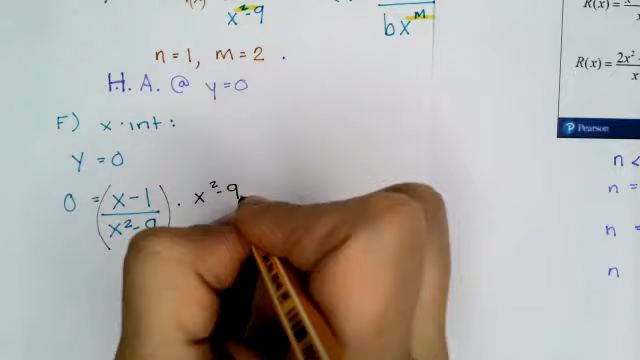 x²-9
bx^m
n=1, m=2.
H.A. @ y=0
F) x-int:
y=0
0 = (x-1/x²-9) · x²-9
R(x)=
R(x)= 2x²
x
Pearson
n <
n =
n =
n